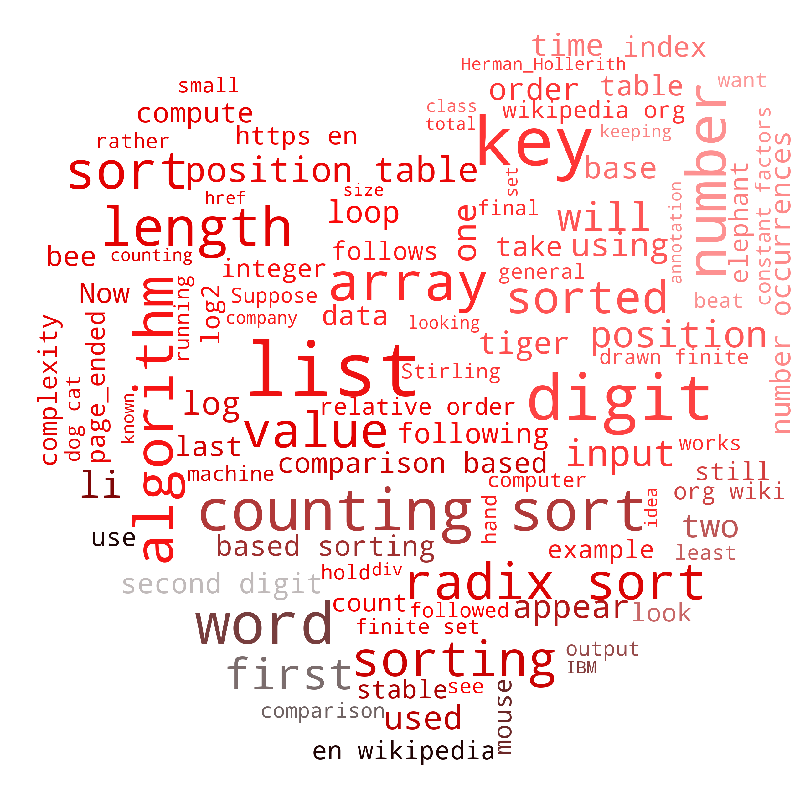 time index
Herman_Hollerith
small
order table
want
compute
class
wikipedia org
rather
https en
total
key
keeping
number
sort
position table
set
base
constant factors
occurrences
href
size
length
loop
one
final
will
elephant
annotation
bee
counting
follows
take using
integer
general
Now
Suppose
array
sorted
beat
running
log2
company
data
looking
tiger
position
drawn finite
number
complexity
page_ended
algorithm
list
Stirling
digit
dog cat
known
log
relative order
value
following
input
works
last
comparison based
still
machine
computer
org wiki
li
counting sort
hand
idea
two
use
based sorting
example
least
second digit
hold
div
radix sort
count
followed
appear
look
word
finite set
first
sorting
output
IBM
stable
see
mouse
comparison
used
en wikipedia